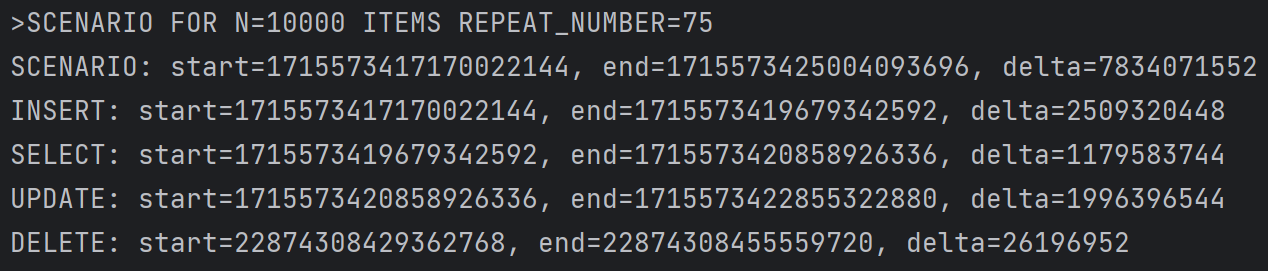 >SCENARIO FOR N=10000 ITEMS REPEAT_NUMBER=75
SCENARIO: start=1715573417170022144, end=1715573425004093696, delta=7834071552
INSERT: start=1715573417170022144, end=1715573419679342592, delta=2509320448
SELECT: start=1715573419679342592, end=1715573420858926336, delta=1179583744
UPDATE: start=1715573420858926336, end=1715573422855322880, delta=1996396544
DELETE: start=22874308429362768, end=22874308455559720, delta=26196952